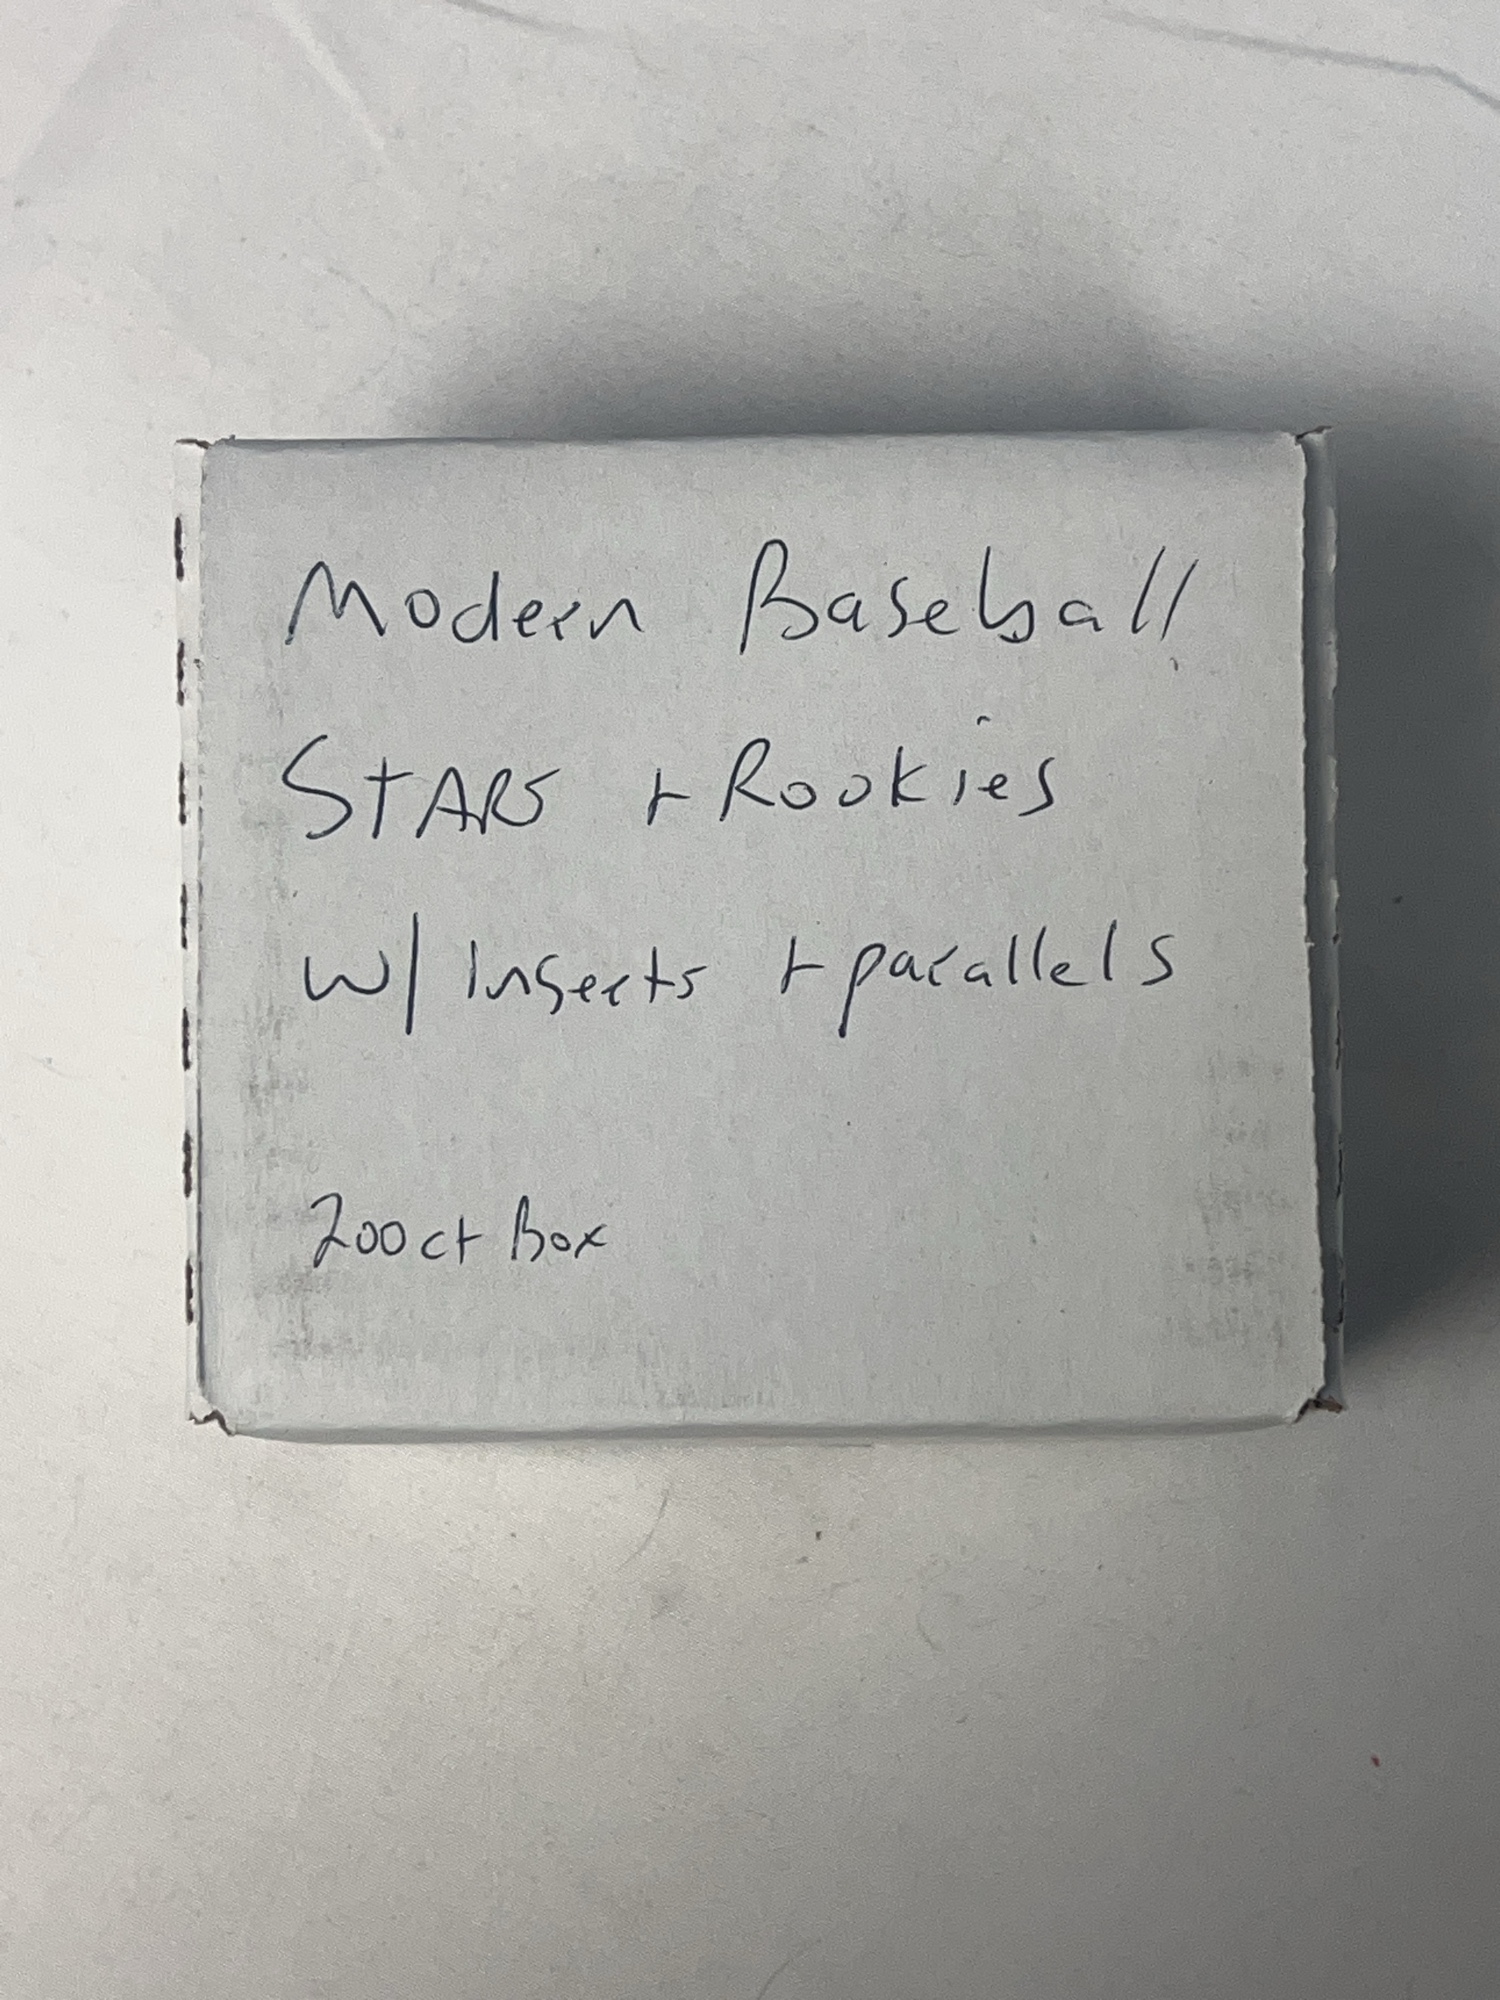 Modern Baseball
STARS + Rookies
w/ Inserts + parallels
200ct Box